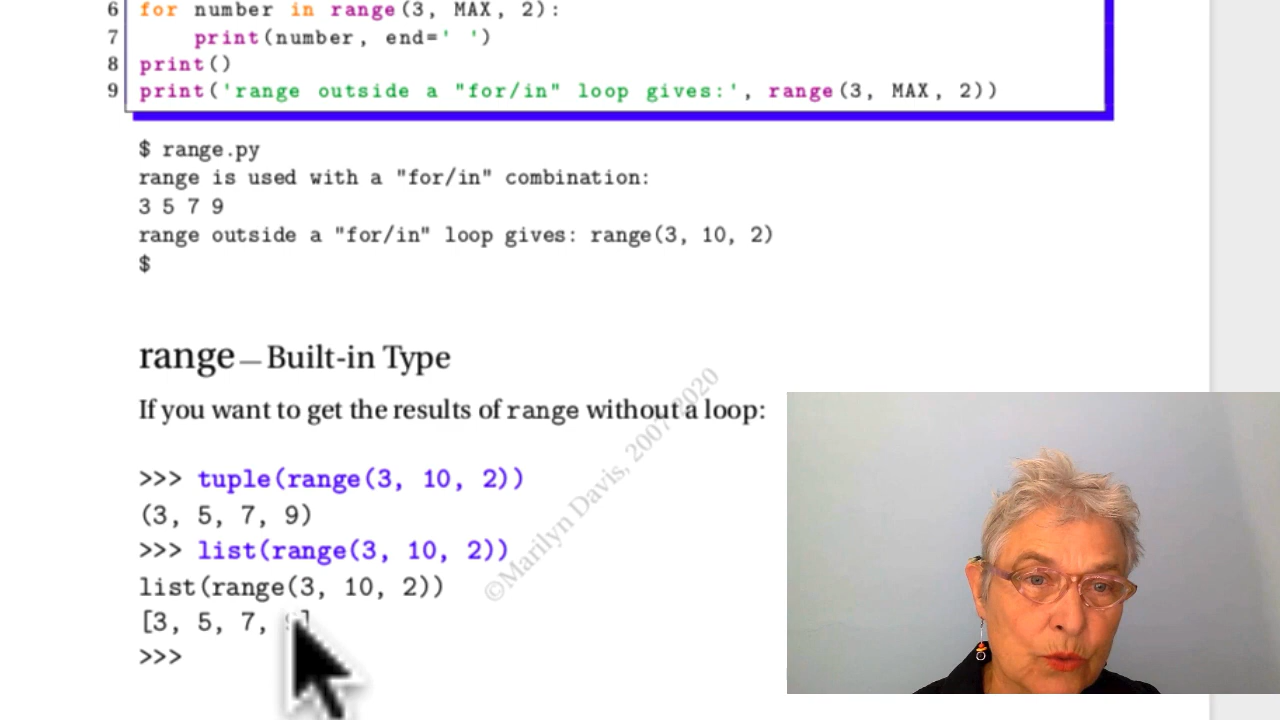 6 for number in range(3, MAX, 2):
7     print(number, end=' ')
8 print()
9 print('range outside a "for/in" loop gives:', range(3, MAX, 2))
$ range.py
range is used with a "for/in" combination:
3 5 7 9
range outside a "for/in" loop gives: range(3, 10, 2)
$
range — Built-in Type
If you want to get the results of range without a loop:
>>> tuple(range(3, 10, 2))
(3, 5, 7, 9)
>>> list(range(3, 10, 2))
list(range(3, 10, 2))
[3, 5, 7, ]
>>>